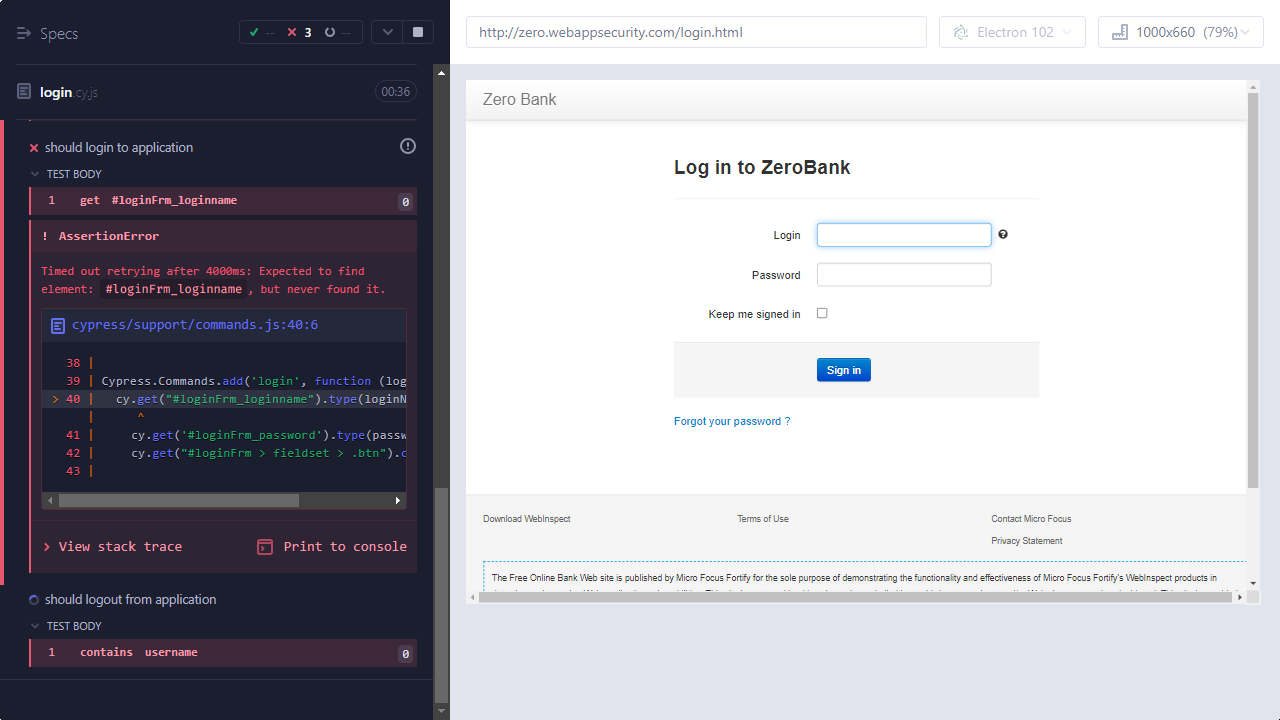 Specs
-- 3 --
login.cy.js
00:36
should login to application
TEST BODY
1 get #loginFrm_loginname 0
! AssertionError
Timed out retrying after 4000ms: Expected to find
element: #loginFrm_loginname, but never found it.
cypress/support/commands.js:40:6
38 |
39 | Cypress.Commands.add('login', function (log
> 40 | cy.get("#loginFrm_loginname").type(loginN
| ^
41 | cy.get('#loginFrm_password').type(passw
42 | cy.get("#loginFrm > fieldset > .btn").c
43 |
> View stack trace
Print to console
should logout from application
TEST BODY
1 contains username 0
http://zero.webappsecurity.com/login.html
Electron 102
1000x660 (79%)
Zero Bank
Log in to ZeroBank
Login
Password
Keep me signed in
Sign in
Forgot your password ?
Download WebInspect
Terms of Use
Contact Micro Focus
Privacy Statement
The Free Online Bank Web site is published by Micro Focus Fortify for the sole purpose of demonstrating the functionality and effectiveness of Micro Focus Fortify's WebInspect products in